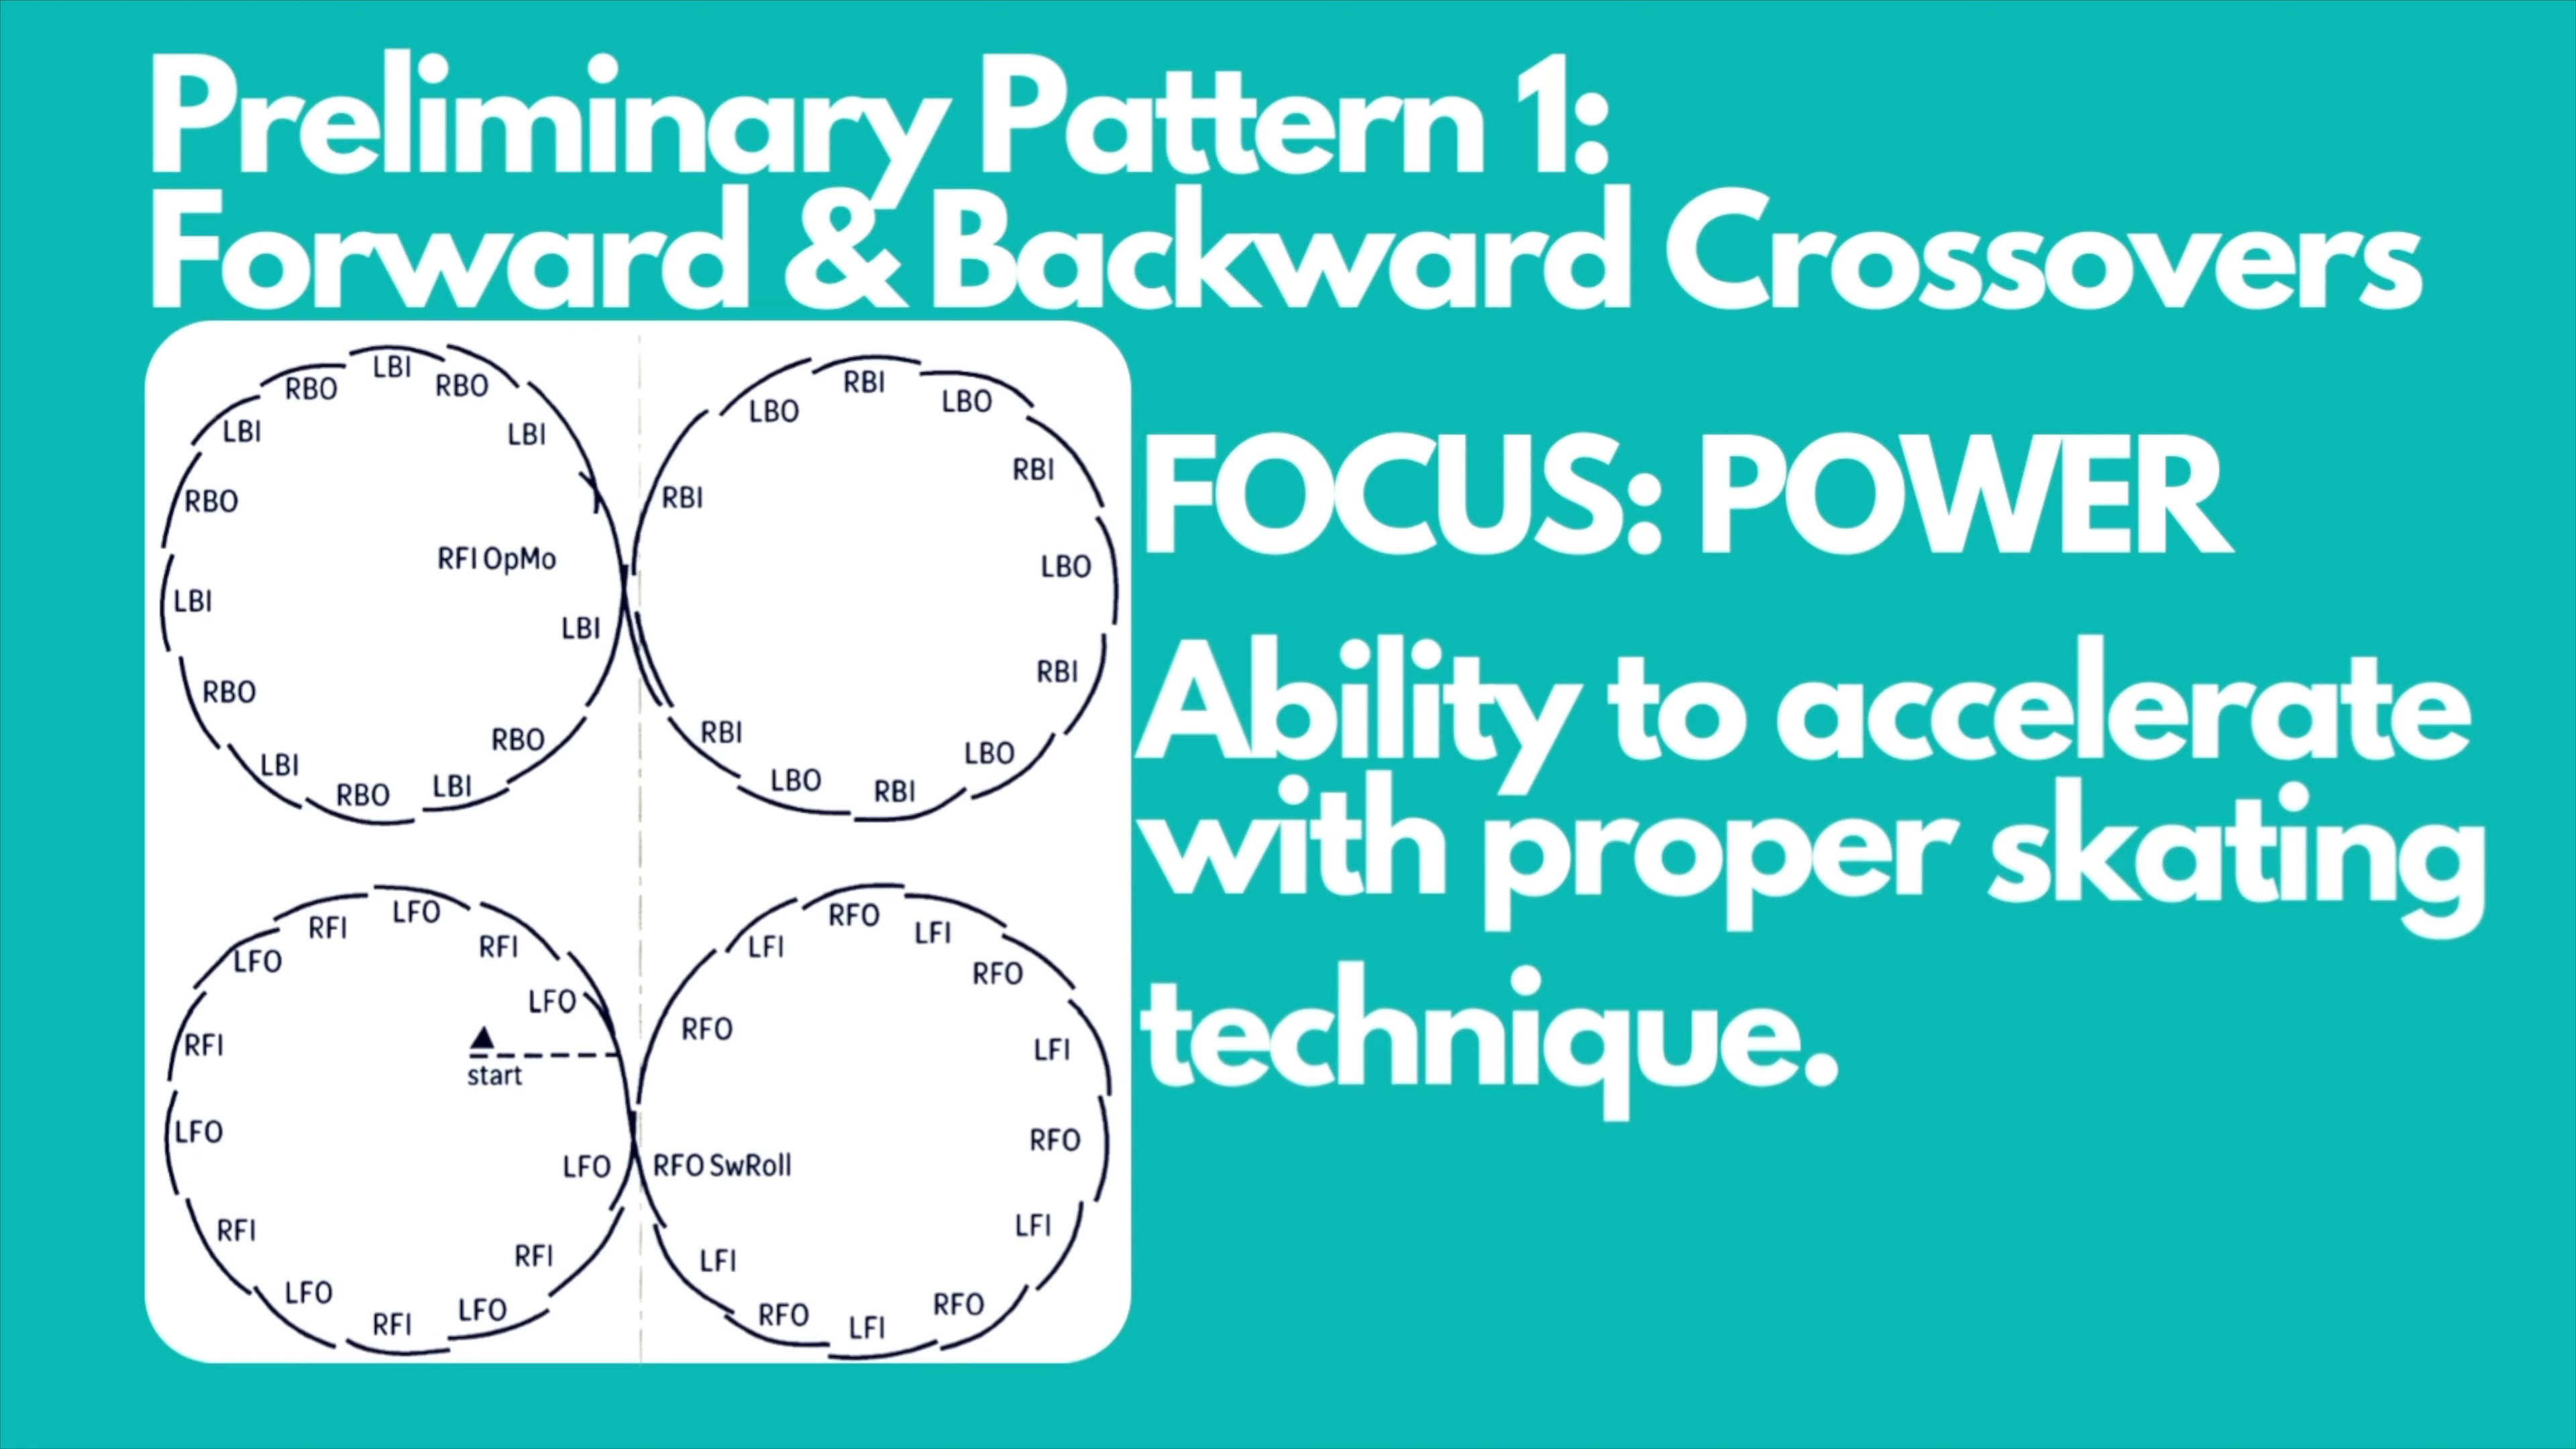 Preliminary Pattern 1:
Forward & Backward Crossovers
LBI
RBO
RBO
LBI
LBI
RBO
RFI OpMo
LBI
LBI
RBO
RBO
LBI
LBI
RBO
RBI
LBO
LBO
RBI
RBI
LBO
RBI
RBI
LBO
LBO
RBI
LFO
RFI
RFI
LFO
LFO
RFI
start
LFO
LFO
RFI
RFI
LFO
LFO
RFI
RFO
LFI
LFI
RFO
RFO
LFI
RFO
RFO SwRoll
LFI
LFI
RFO
RFO
LFI
FOCUS: POWER
Ability to accelerate
with proper skating
technique.